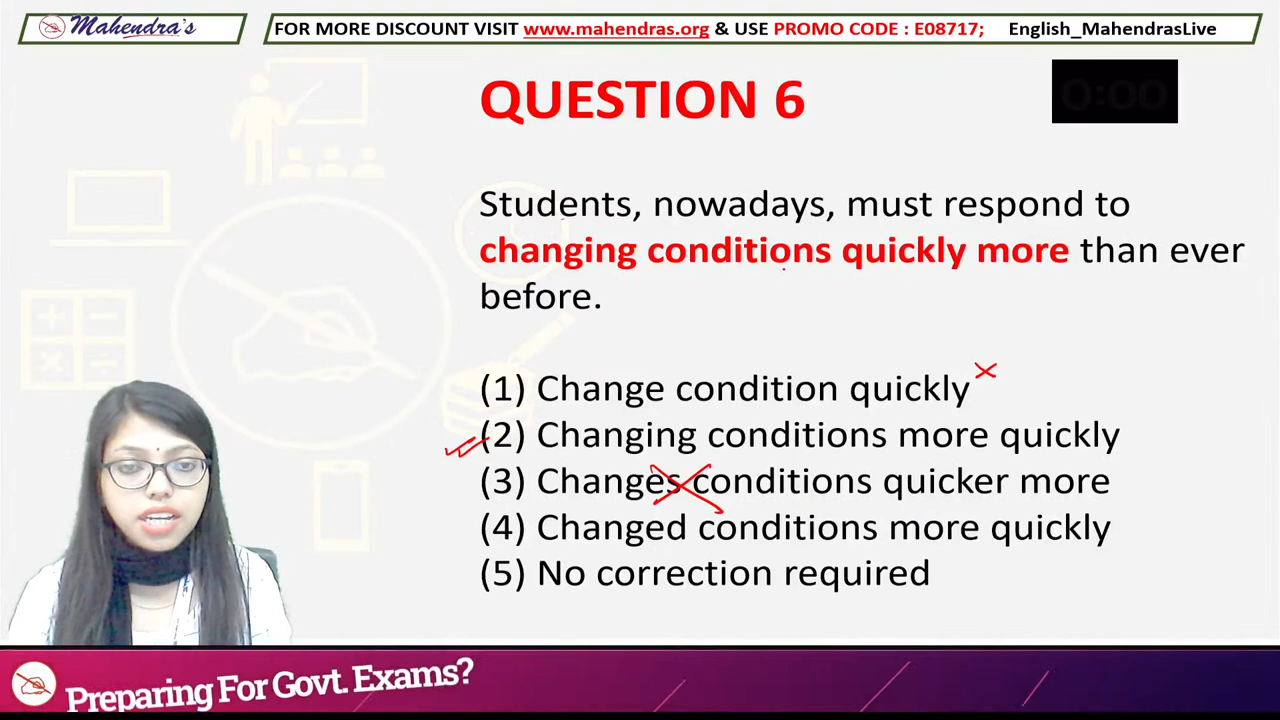 Mahendra's
FOR MORE DISCOUNT VISIT www.mahendras.org & USE PROMO CODE : E08717; English_MahendrasLive
QUESTION 6
0:00
Students, nowadays, must respond to
changing conditions quickly more than ever
before.
(1) Change condition quickly
(2) Changing conditions more quickly
(3) Changes conditions quicker more
(4) Changed conditions more quickly
(5) No correction required
Preparing For Govt. Exams?